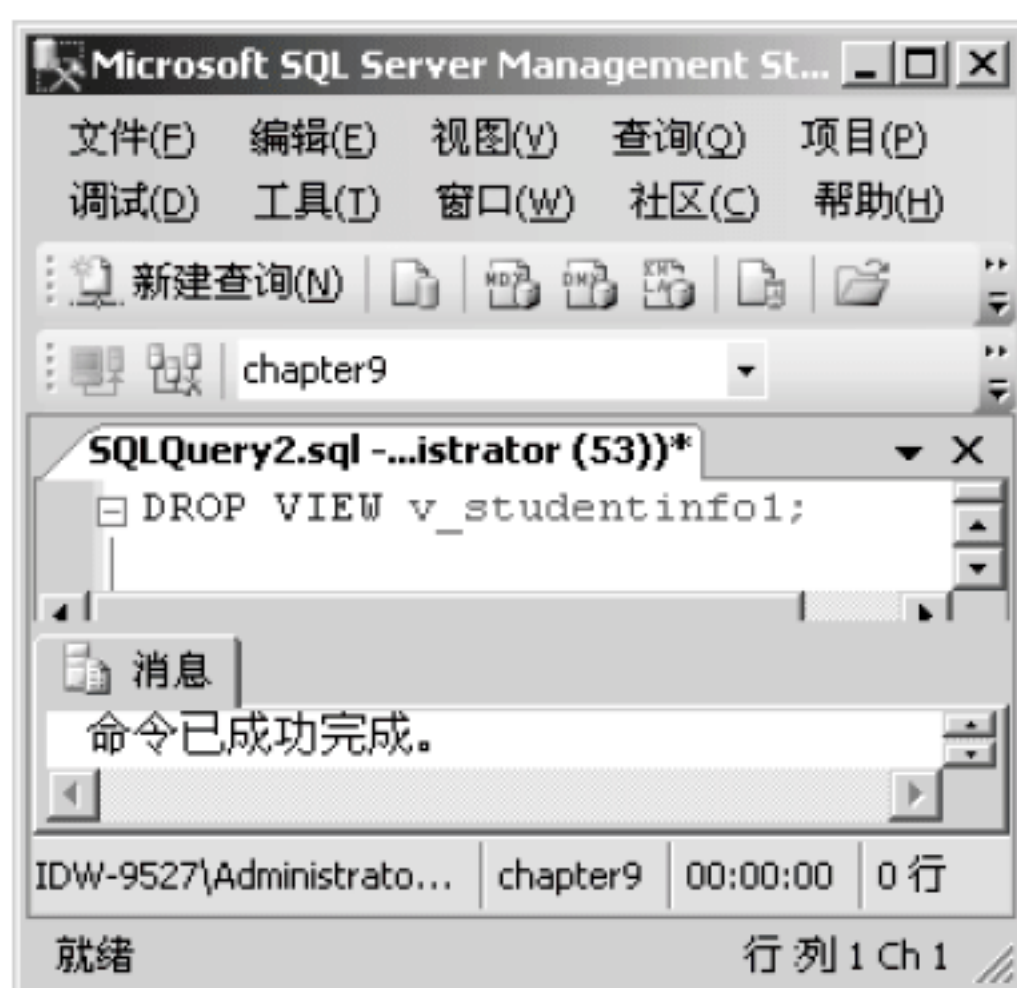 Microsoft SQL Server Management St...
文件(F) 编辑(E) 视图(V) 查询(Q) 项目(P)
调试(D) 工具(T) 窗口(W) 社区(C) 帮助(H)
新建查询(N) MDX DMX XMLA
chapter9
SQLQuery2.sql -...istrator (53))*
DROP VIEW v_studentinfo1;
消息
命令已成功完成。
IDW-9527\Administrato... chapter9 00:00:00 0 行
就绪 行 列 1 Ch 1